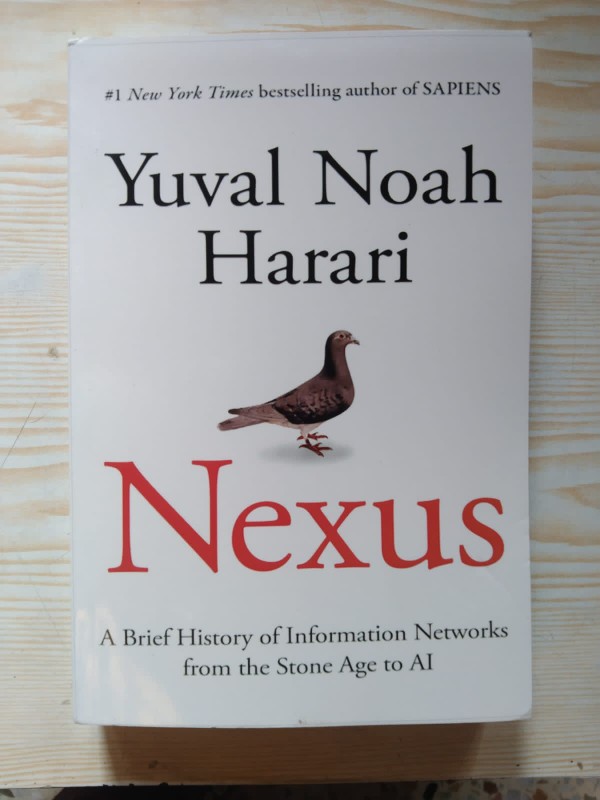 #1 New York Times bestselling author of SAPIENS
Yuval Noah
Harari
Nexus
A Brief History of Information Networks
from the Stone Age to AI